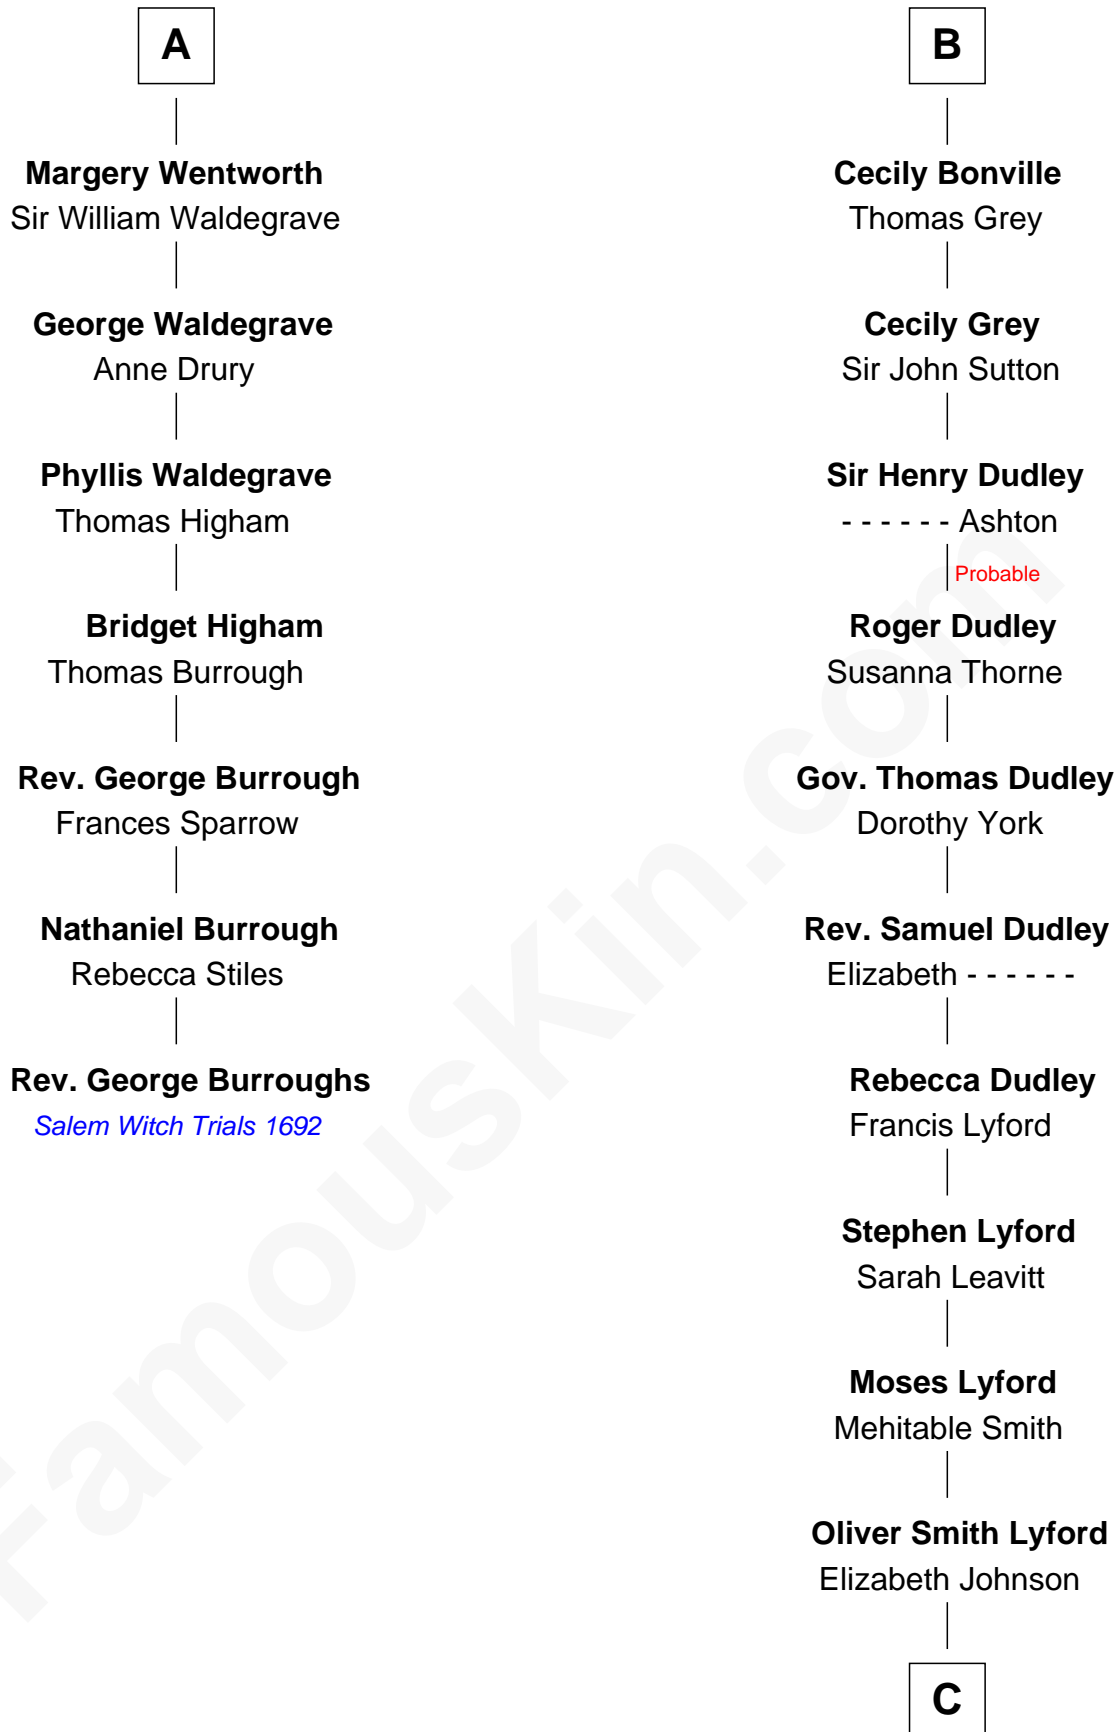 A
Margery Wentworth
Sir William Waldegrave
George Waldegrave
Anne Drury
Phyllis Waldegrave
Thomas Higham
Bridget Higham
Thomas Burrough
Rev. George Burrough
Frances Sparrow
Nathaniel Burrough
Rebecca Stiles
Rev. George Burroughs
Salem Witch Trials 1692
B
Cecily Bonville
Thomas Grey
Cecily Grey
Sir John Sutton
Sir Henry Dudley
- - - - - - Ashton
Probable
Roger Dudley
Susanna Thorne
Gov. Thomas Dudley
Dorothy York
Rev. Samuel Dudley
Elizabeth - - - - - -
Rebecca Dudley
Francis Lyford
Stephen Lyford
Sarah Leavitt
Moses Lyford
Mehitable Smith
Oliver Smith Lyford
Elizabeth Johnson
C
FamousKin.com